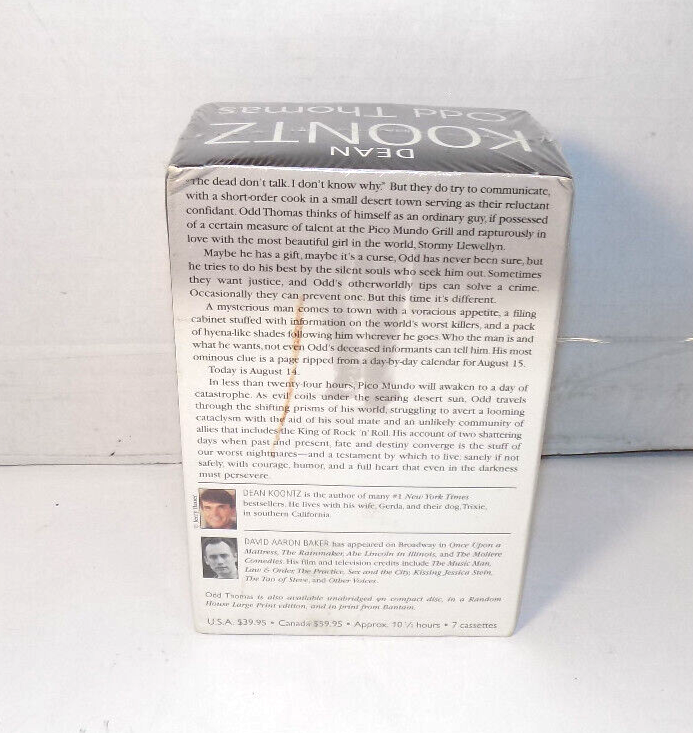 Odd Thomas
KOONTZ
DEAN
"The dead don't talk. I don't know why." But they do try to communicate,
with a short-order cook in a small desert town serving as their reluctant
confidant. Odd Thomas thinks of himself as an ordinary guy, if possessed
of a certain measure of talent at the Pico Mundo Grill and rapturously in
love with the most beautiful girl in the world, Stormy Llewellyn.
Maybe he has a gift, maybe it's a curse, Odd has never been sure, but
he tries to do his best by the silent souls who seek him out. Sometimes
they want justice, and Odd's otherworldly tips can solve a crime.
Occasionally they can prevent one. But this time it's different.
A mysterious man comes to town with a voracious appetite, a filing
cabinet stuffed with information on the world's worst killers, and a pack
of hyena-like shades following him wherever he goes. Who the man is and
what he wants, not even Odd's deceased informants can tell him. His most
ominous clue is a page ripped from a day-by-day calendar for August 15.
Today is August 14.
In less than twenty-four hours, Pico Mundo will awaken to a day of
catastrophe. As evil coils under the searing desert sun, Odd travels
through the shifting prisms of his world, struggling to avert a looming
cataclysm with the aid of his soul mate and an unlikely community of
allies that includes the King of Rock 'n' Roll. His account of two shattering
days when past and present, fate and destiny converge is the stuff of
our worst nightmares—and a testament by which to live: sanely if not
safely, with courage, humor, and a full heart that even in the darkness
must persevere.
DEAN KOONTZ is the author of many #1 New York Times
bestsellers. He lives with his wife, Gerda, and their dog, Trixie,
in southern California.
© Jerry Bauer
DAVID AARON BAKER has appeared on Broadway in Once Upon a
Mattress, The Rainmaker, Abe Lincoln in Illinois, and The Moliere
Comedies. His film and television credits include The Music Man,
Law & Order, The Practice, Sex and the City, Kissing Jessica Stein,
The Tao of Steve, and Other Voices.
Odd Thomas is also available unabridged on compact disc, in a Random
House Large Print edition, and in print from Bantam.
U.S.A. $39.95 • Canada $59.95 • Approx. 10 ½ hours • 7 cassettes